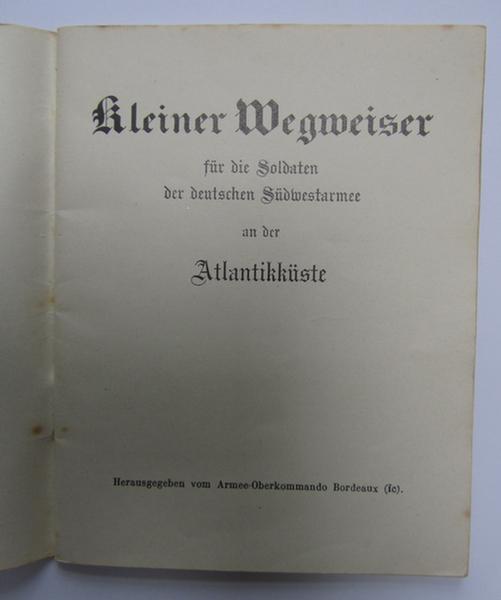 Kleiner Wegweiser
für die Soldaten
der deutschen Südwestarmee
an der
Atlantikküste
Herausgegeben vom Armee-Oberkommando Bordeaux (Ic).